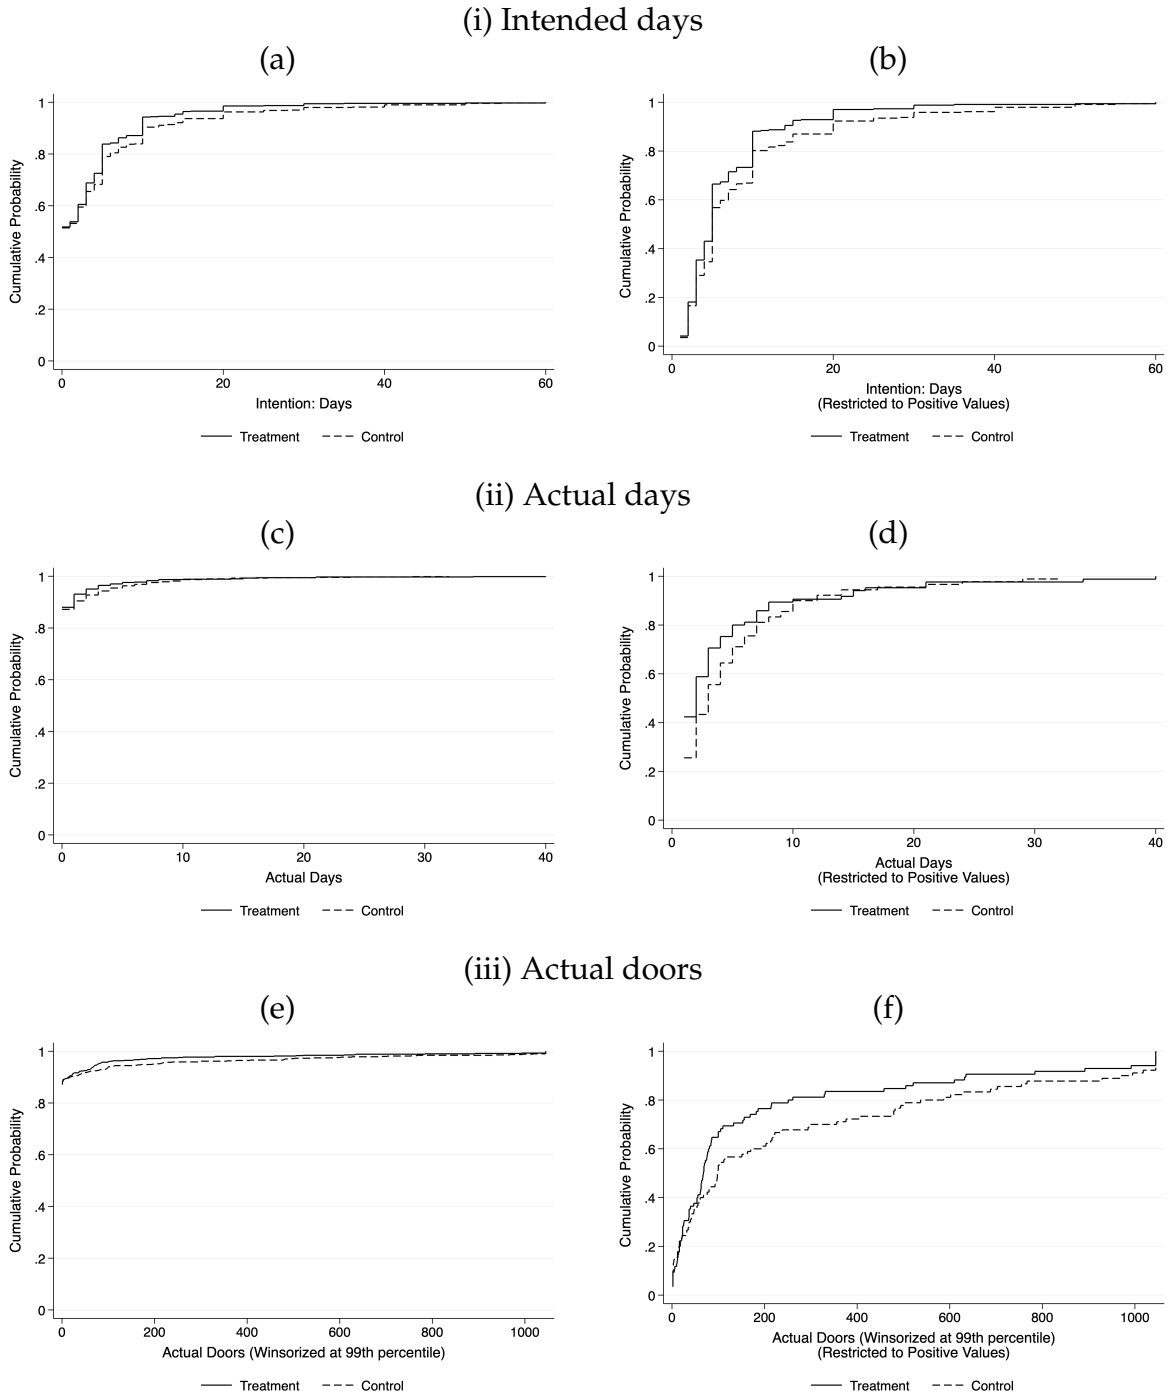 (i) Intended days
(a)
(b)
Cumulative Probability
1
.8
.6
.4
.2
0
0 20 40 60
Intention: Days
Treatment Control
Cumulative Probability
1
.8
.6
.4
.2
0
0 20 40 60
Intention: Days
(Restricted to Positive Values)
Treatment Control
(ii) Actual days
(c)
(d)
Cumulative Probability
1
.8
.6
.4
.2
0
0 10 20 30 40
Actual Days
Treatment Control
Cumulative Probability
1
.8
.6
.4
.2
0
0 10 20 30 40
Actual Days
(Restricted to Positive Values)
Treatment Control
(iii) Actual doors
(e)
(f)
Cumulative Probability
1
.8
.6
.4
.2
0
0 200 400 600 800 1000
Actual Doors (Winsorized at 99th percentile)
Treatment Control
Cumulative Probability
1
.8
.6
.4
.2
0
0 200 400 600 800 1000
Actual Doors (Winsorized at 99th percentile)
(Restricted to Positive Values)
Treatment Control